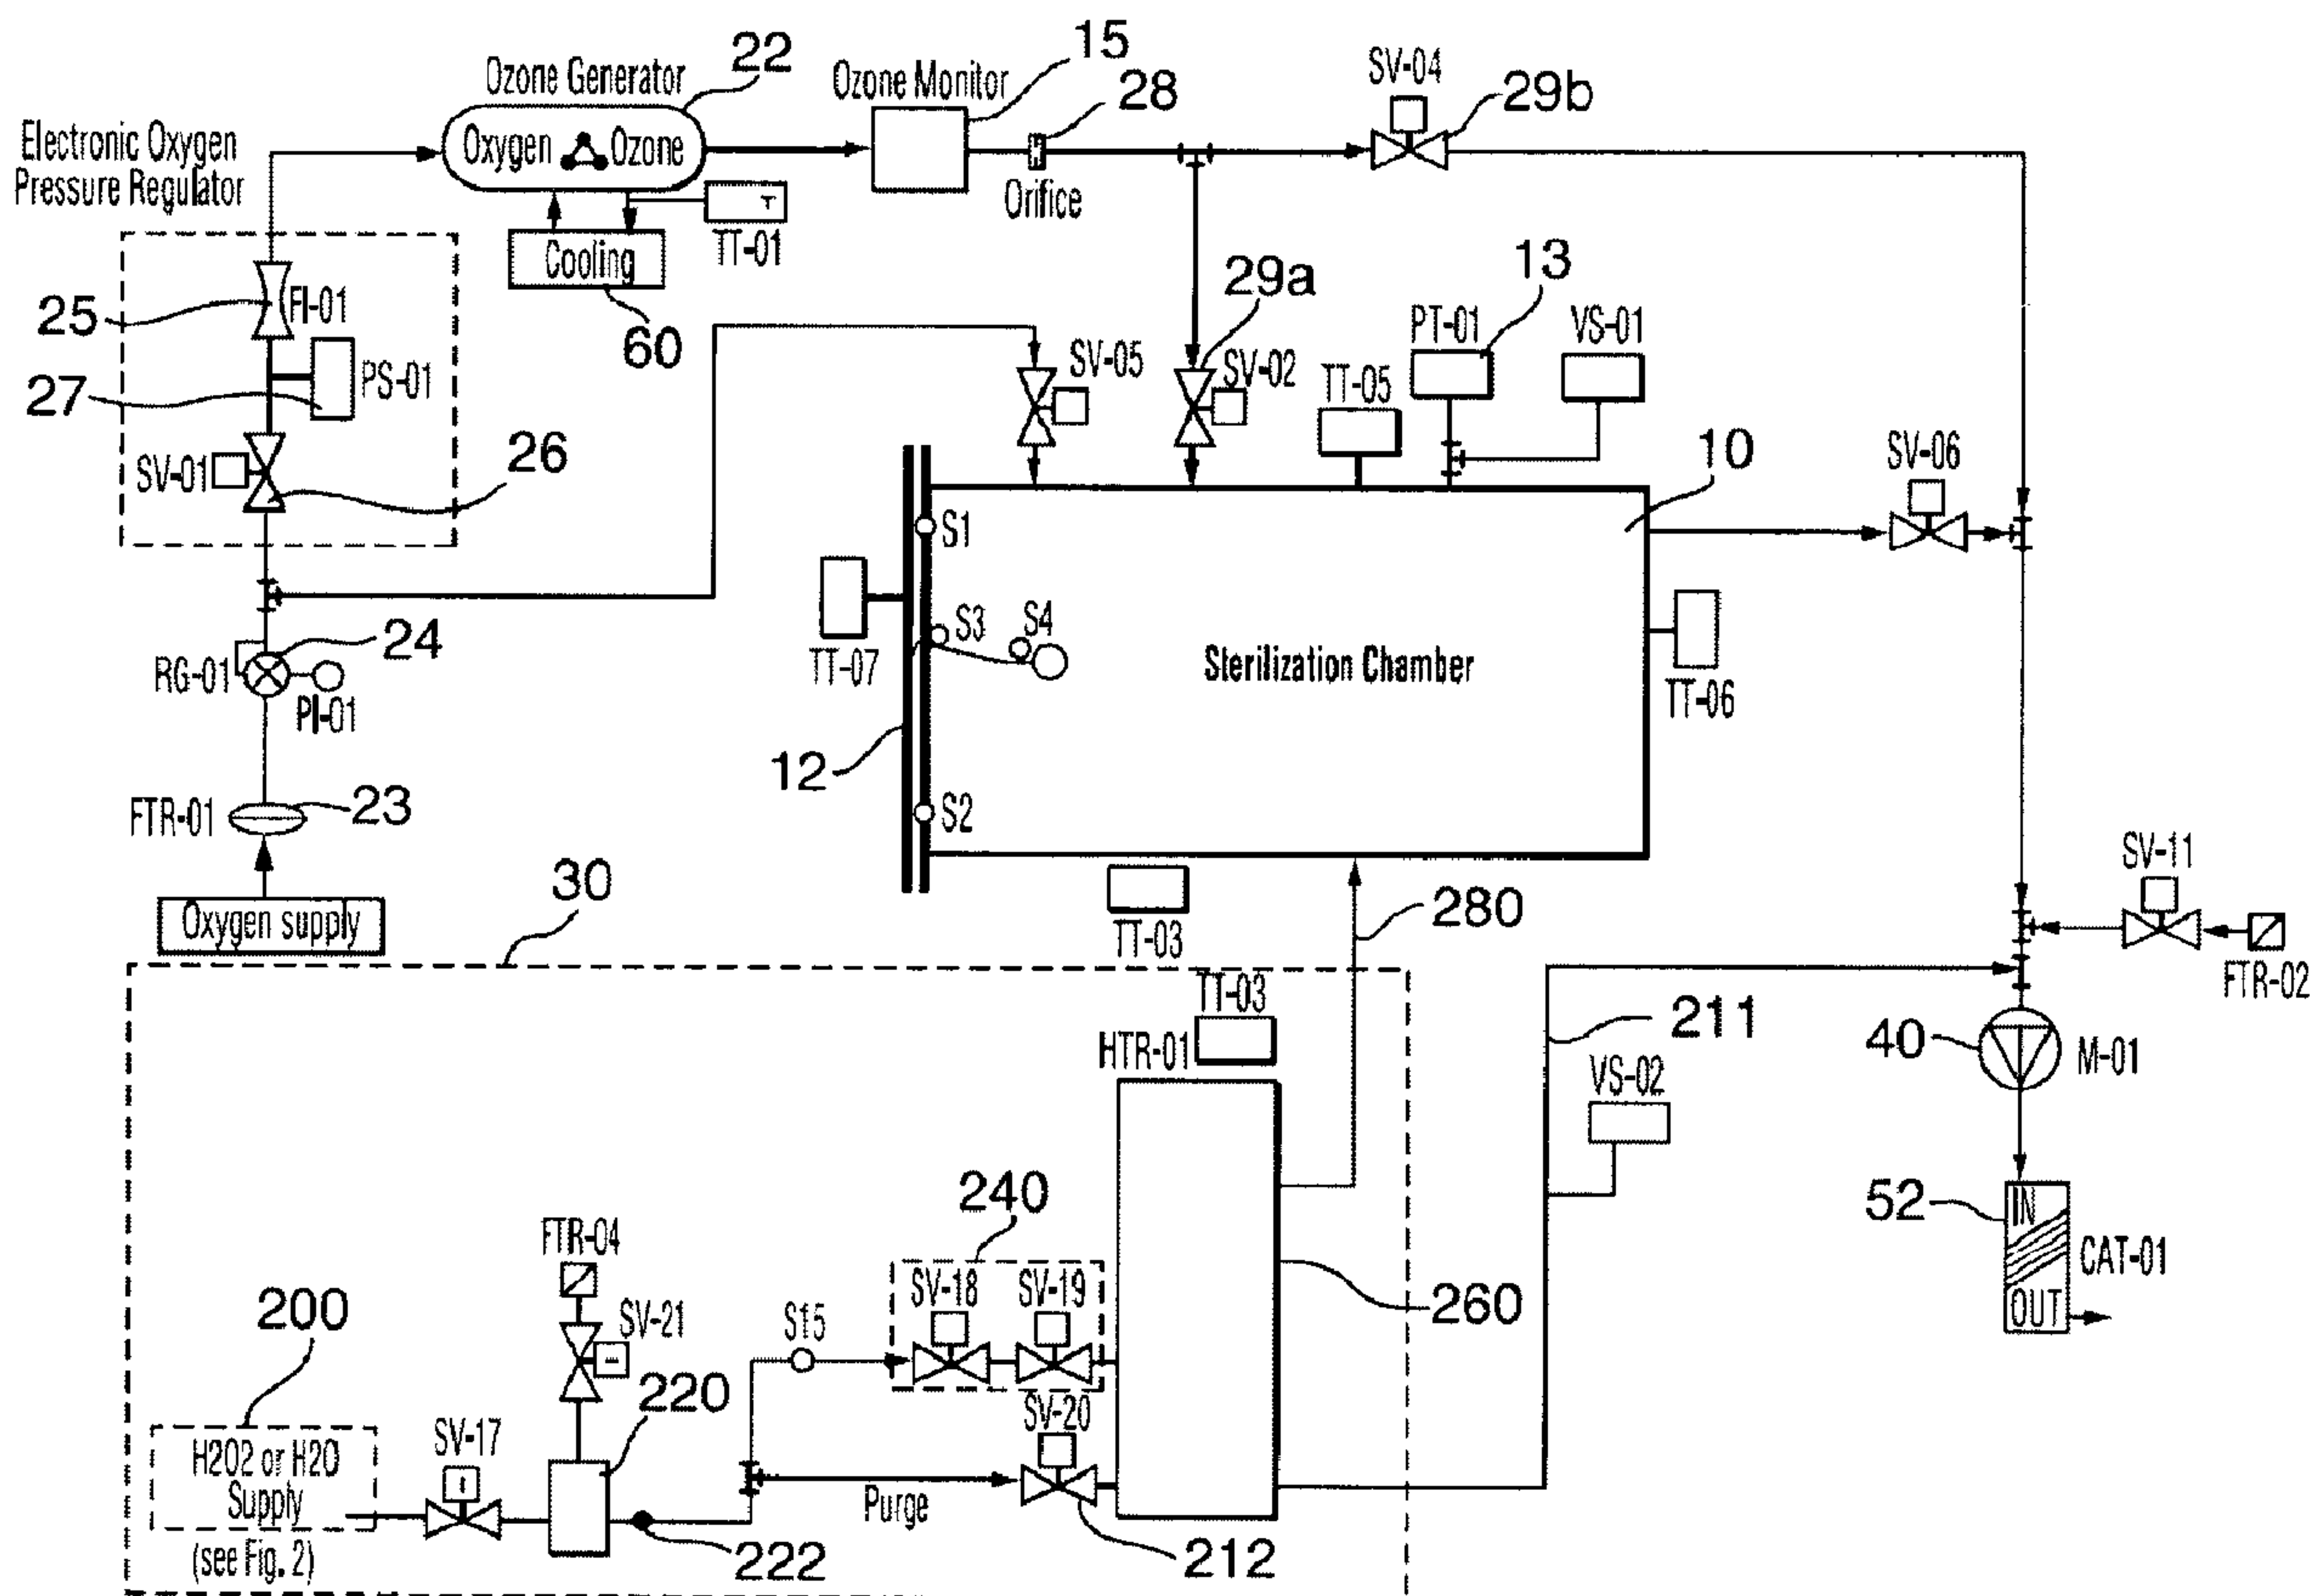 22
15
SV-04
Ozone Generator
Ozone Monitor
28
29b
Electronic Oxygen
Pressure Regulator
Oxygen
Ozone
Orifice
T
TT-01
Cooling
29a
13
25
FI-01
60
PT-01
VS-01
SV-05
SV-02
TT-05
27
PS-01
SV-01
26
10
SV-06
S1
24
S3
S4
RG-01
PI-01
TT-07
Sterilization Chamber
TT-06
12
23
FTR-01
S2
30
SV-11
280
Oxygen supply
TT-03
FTR-02
TT-03
HTR-01
211
40
M-01
VS-02
240
52
IN
FTR-04
CAT-01
200
SV-18
SV-19
260
OUT
SV-21
S15
220
SV-20
H2O2 or H2O
Supply
SV-17
Purge
(see Fig. 2)
222
212